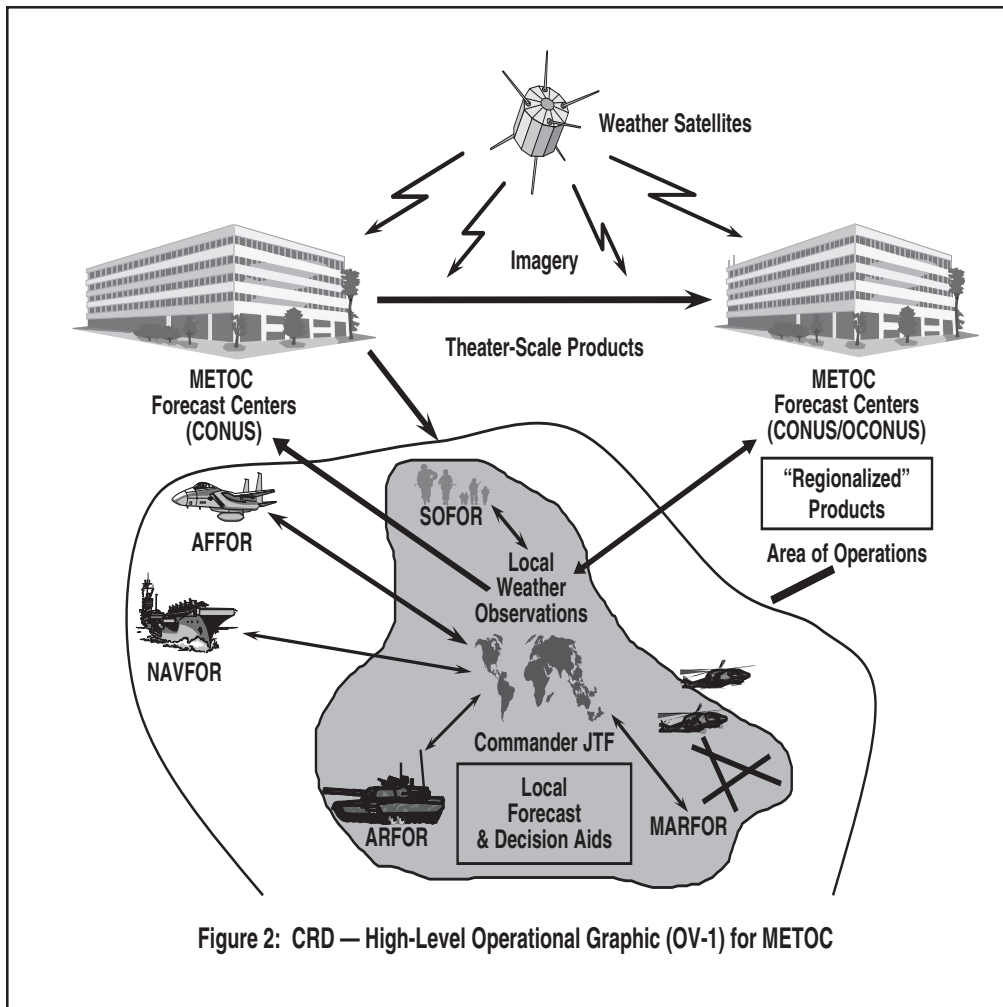 Weather Satellites
Imagery
Theater-Scale Products
METOC
Forecast Centers
(CONUS)
METOC
Forecast Centers
(CONUS/OCONUS)
“Regionalized”
Products
Area of Operations
AFFOR
SOFOR
Local
Weather
Observations
NAVFOR
Commander JTF
ARFOR
Local
Forecast
& Decision Aids
MARFOR
Figure 2: CRD — High-Level Operational Graphic (OV-1) for METOC